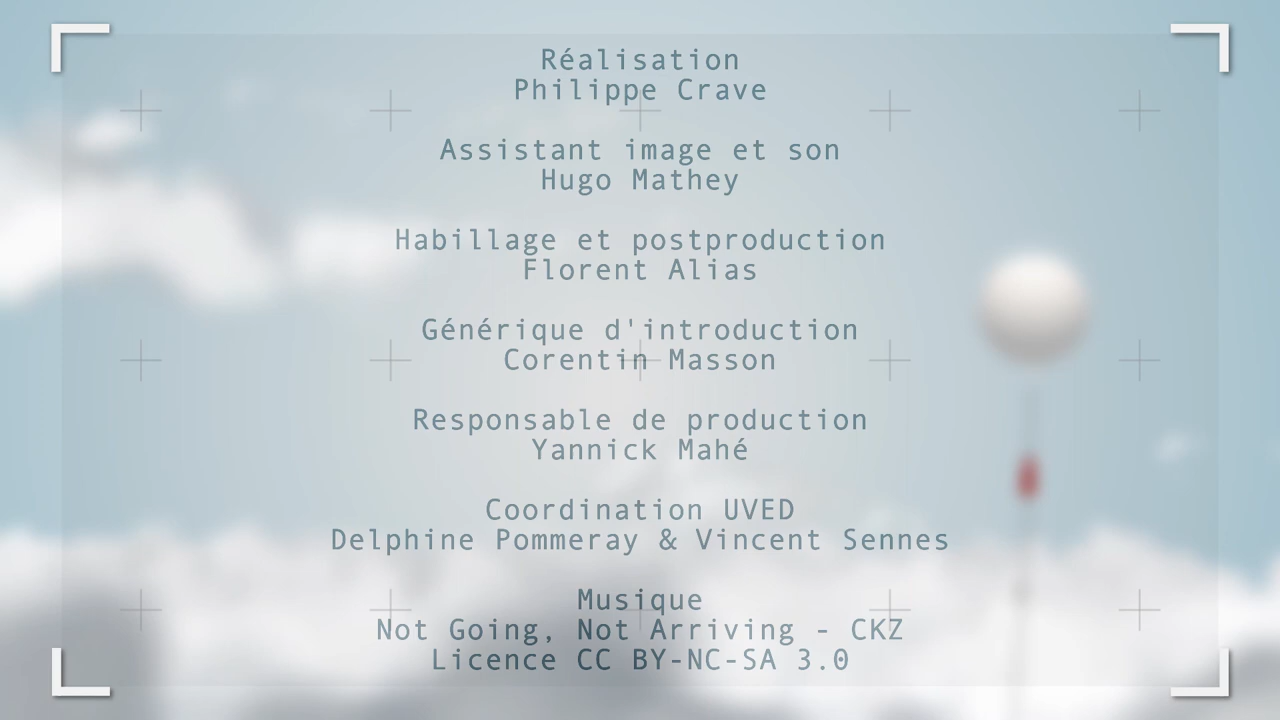 Réalisation
Philippe Crave
Assistant image et son
Hugo Mathey
Habillage et postproduction
Florent Alias
Générique d'introduction
Corentin Masson
Responsable de production
Yannick Mahé
Coordination UVED
Delphine Pommeray & Vincent Sennes
Musique
Not Going, Not Arriving - CKZ
Licence CC BY-NC-SA 3.0